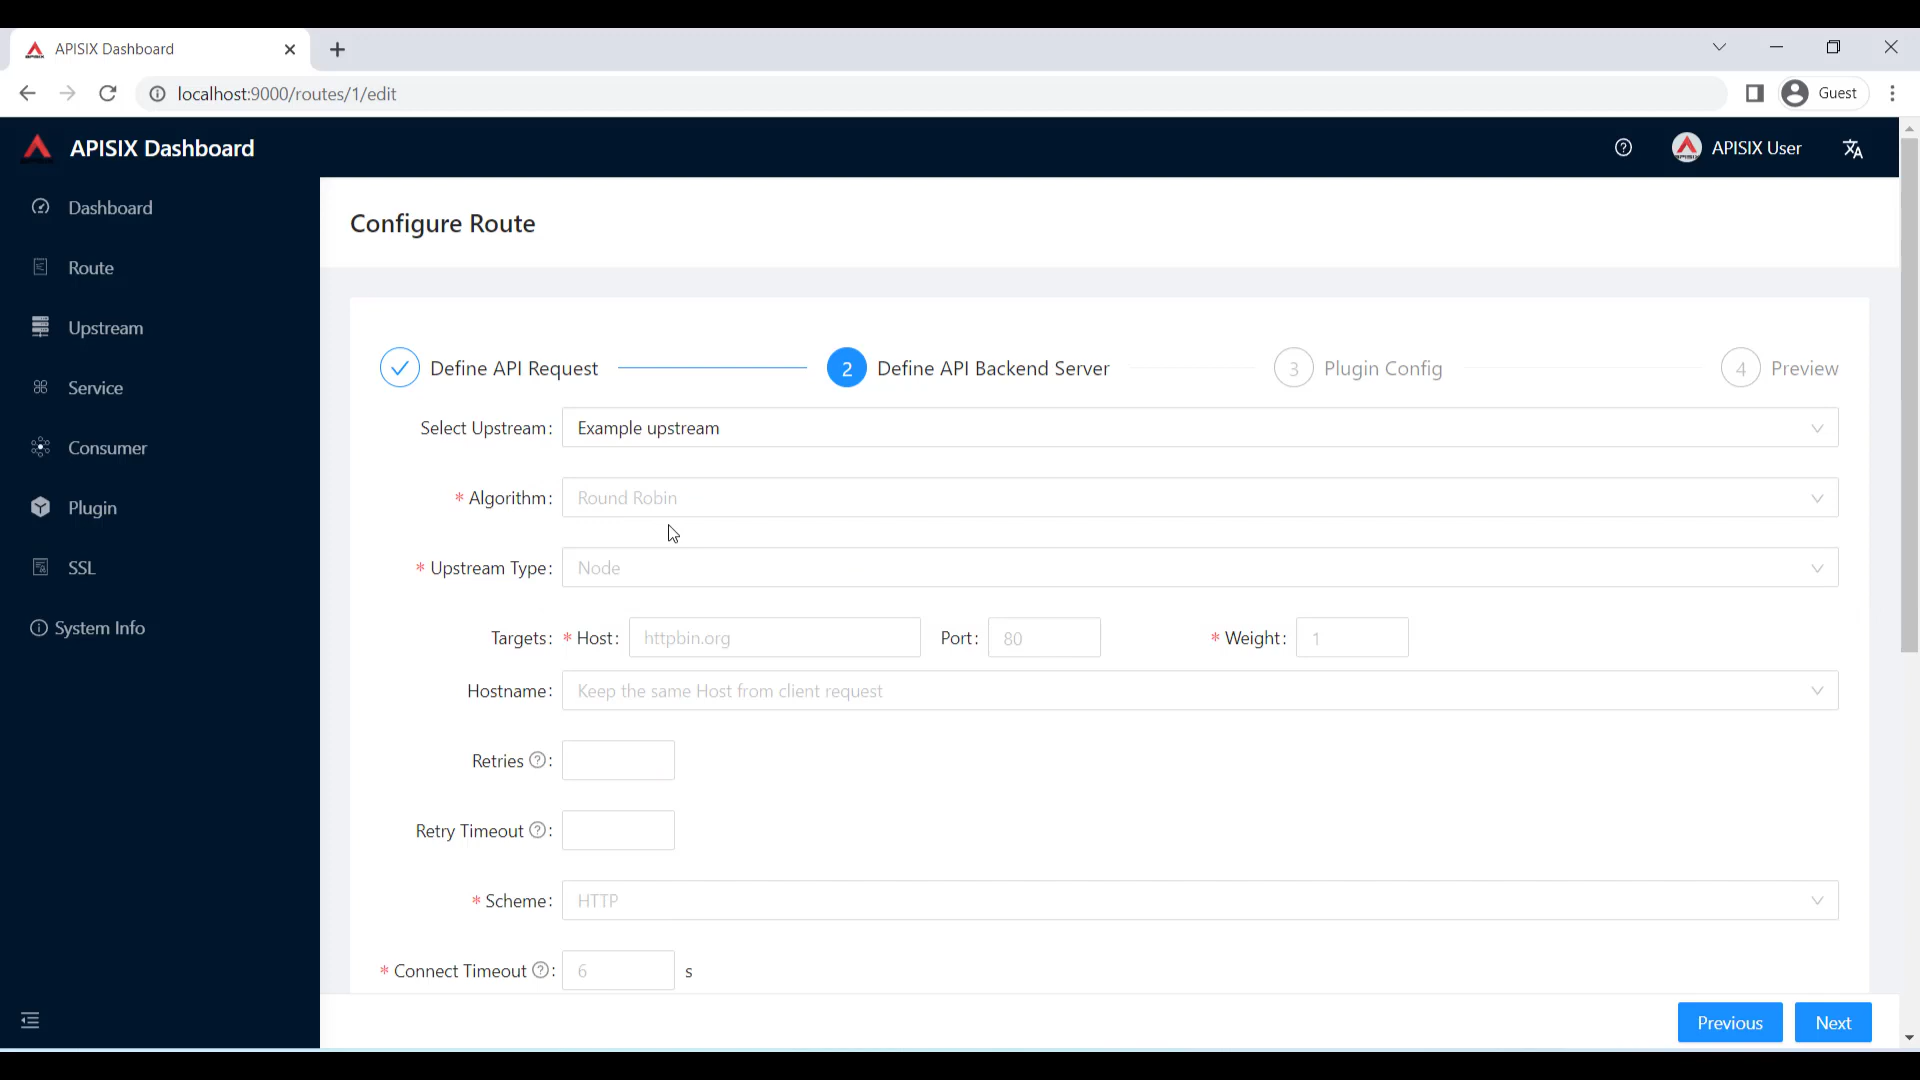 APISIX Dashboard
localhost:9000/routes/1/edit
Guest
APISIX Dashboard
APISIX User
Dashboard
Route
Upstream
Service
Consumer
Plugin
SSL
System Info
Configure Route
Define API Request
2 Define API Backend Server
3 Plugin Config
4 Preview
Select Upstream: Example upstream
* Algorithm: Round Robin
* Upstream Type: Node
Targets: * Host: httpbin.org Port: 80 * Weight: 1
Hostname: Keep the same Host from client request
Retries ? :
Retry Timeout ? :
* Scheme: HTTP
* Connect Timeout ? : 6 s
Previous Next